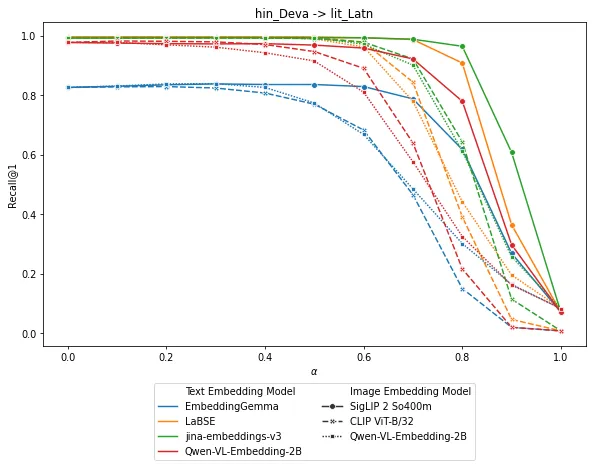 hin_Deva -> lit_Latn
Recall@1
1.0
0.8
0.6
0.4
0.2
0.0
0.0 0.2 0.4 0.6 0.8 1.0
α
Text Embedding Model
EmbeddingGemma
LaBSE
jina-embeddings-v3
Qwen-VL-Embedding-2B
Image Embedding Model
SigLIP 2 So400m
CLIP ViT-B/32
Qwen-VL-Embedding-2B